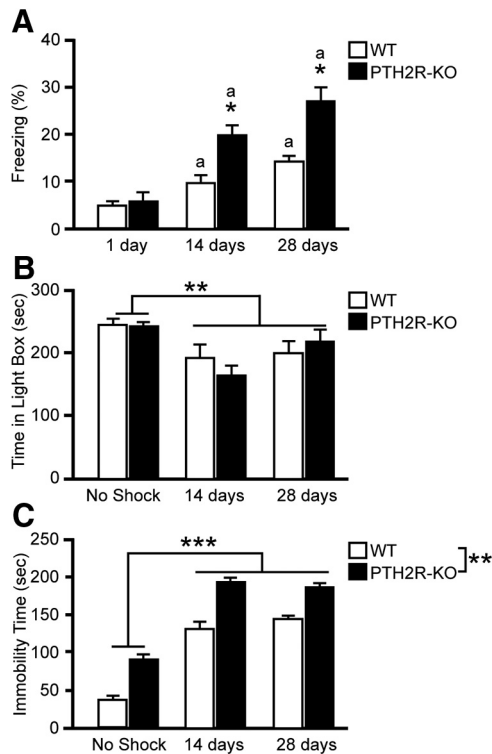 A
Freezing (%)
40
30
20
10
0
a
*
a
a
*
a
WT
PTH2R-KO
1 day 14 days 28 days
B
Time in Light Box (sec)
300
200
100
0
**
WT
PTH2R-KO
No Shock 14 days 28 days
C
Immobility Time (sec)
250
200
150
100
50
0
***
WT
PTH2R-KO
**
No Shock 14 days 28 days